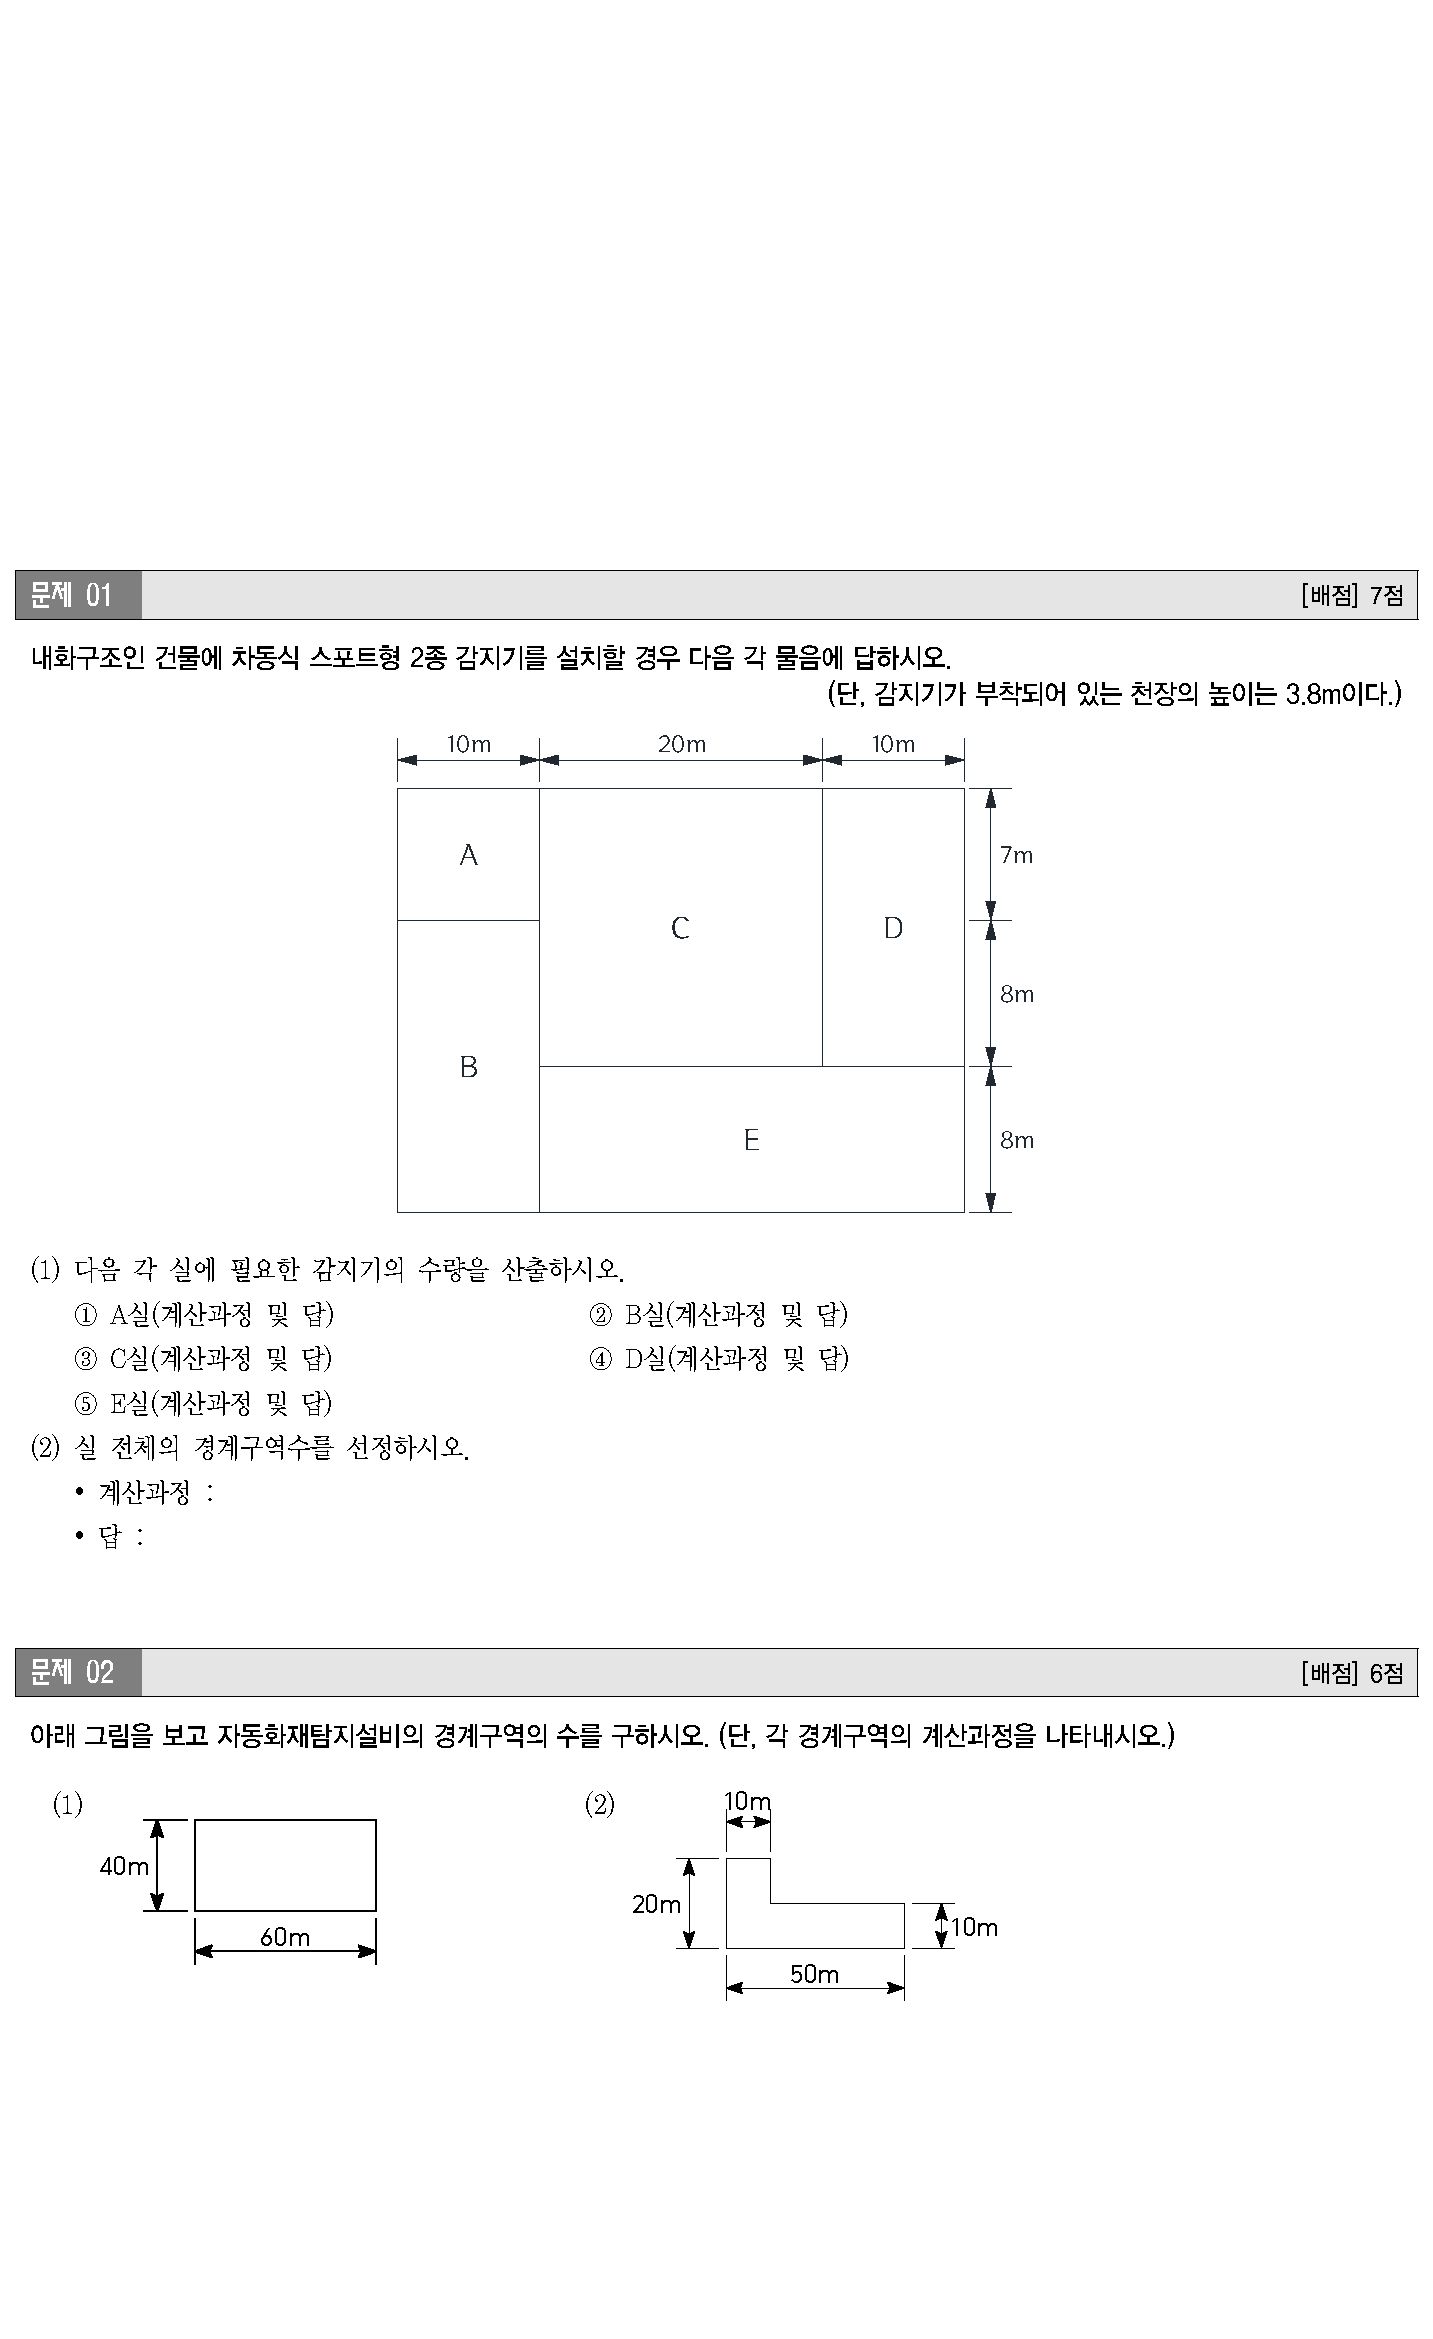 문제 01 [배점] 7점
내화구조인 건물에 차동식 스포트형 2종 감지기를 설치할 경우 다음 각 물음에 답하시오.
(단, 감지기가 부착되어 있는 천장의 높이는 3.8m이다.)
10m 20m 10m
A
7m
C
D
8m
B
E
8m
(1) 다음 각 실에 필요한 감지기의 수량을 산출하시오.
① A실(계산과정 및 답) ② B실(계산과정 및 답)
③ C실(계산과정 및 답) ④ D실(계산과정 및 답)
⑤ E실(계산과정 및 답)
(2) 실 전체의 경계구역수를 선정하시오.
• 계산과정 :
• 답 :
문제 02 [배점] 6점
아래 그림을 보고 자동화재탐지설비의 경계구역의 수를 구하시오. (단, 각 경계구역의 계산과정을 나타내시오.)
(1)
40m
60m
(2)
10m
20m
10m
50m